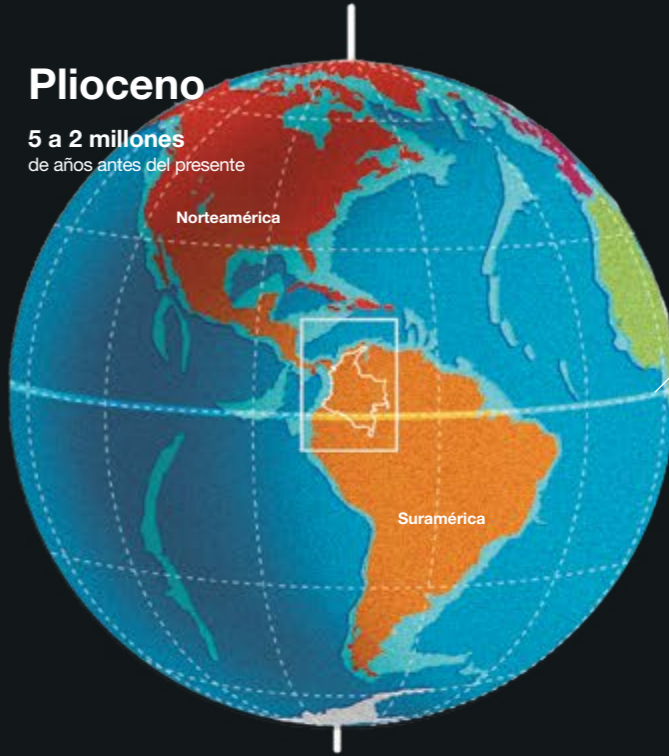 Plioceno
5 a 2 millones
de años antes del presente
Norteamérica
Suramérica